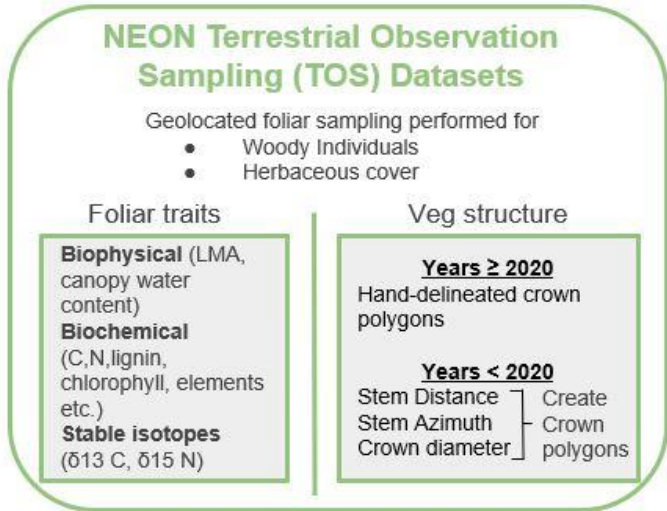 NEON Terrestrial Observation
Sampling (TOS) Datasets
Geolocated foliar sampling performed for
● Woody Individuals
● Herbaceous cover
Foliar traits
Biophysical (LMA,
canopy water
content)
Biochemical
(C,N,lignin,
chlorophyll, elements
etc.)
Stable isotopes
(δ13 C, δ15 N)
Veg structure
Years ≥ 2020
Hand-delineated crown
polygons
Years < 2020
Stem Distance
Stem Azimuth
Crown diameter
Create
Crown
polygons